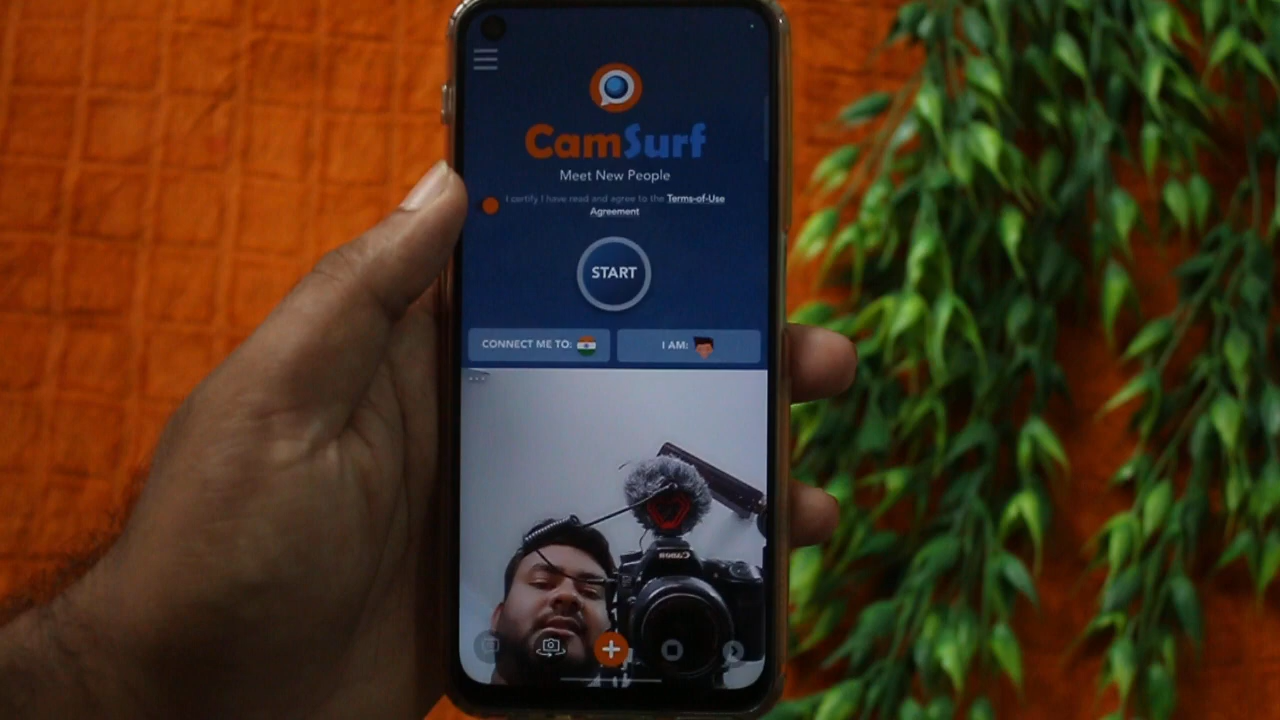 CamSurf
Meet New People
I certify I have read and agree to the Terms-of-Use
Agreement
START
CONNECT ME TO:
I AM:
Canon